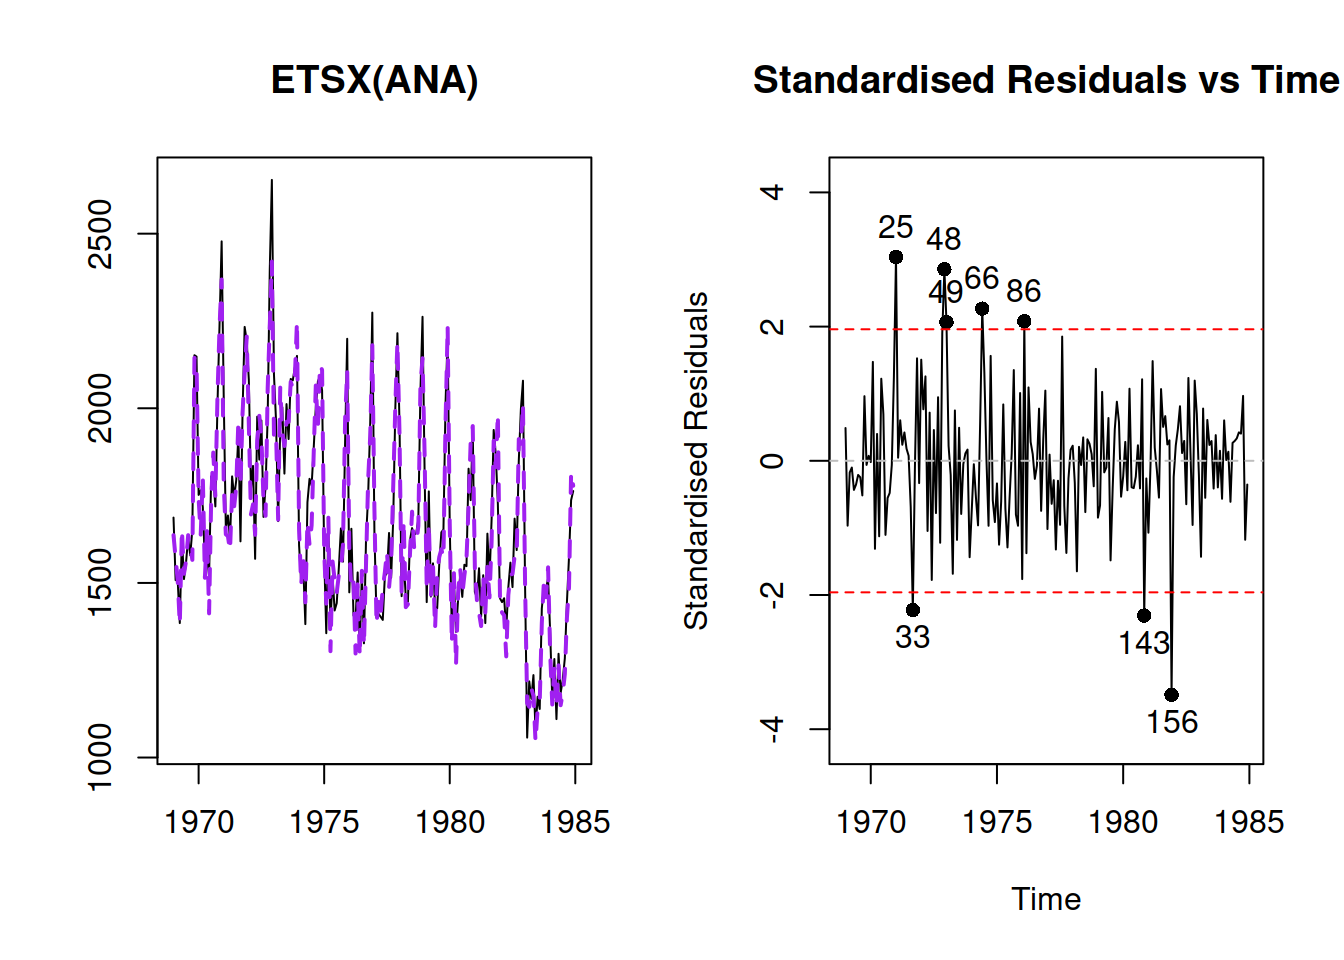 ETSX(ANA)
2500
2000
1500
1000
1970 1975 1980 1985
Standardised Residuals vs Time
Standardised Residuals
4
2
0
-2
-4
25
48
49
66
86
33
143
156
1970 1975 1980 1985
Time